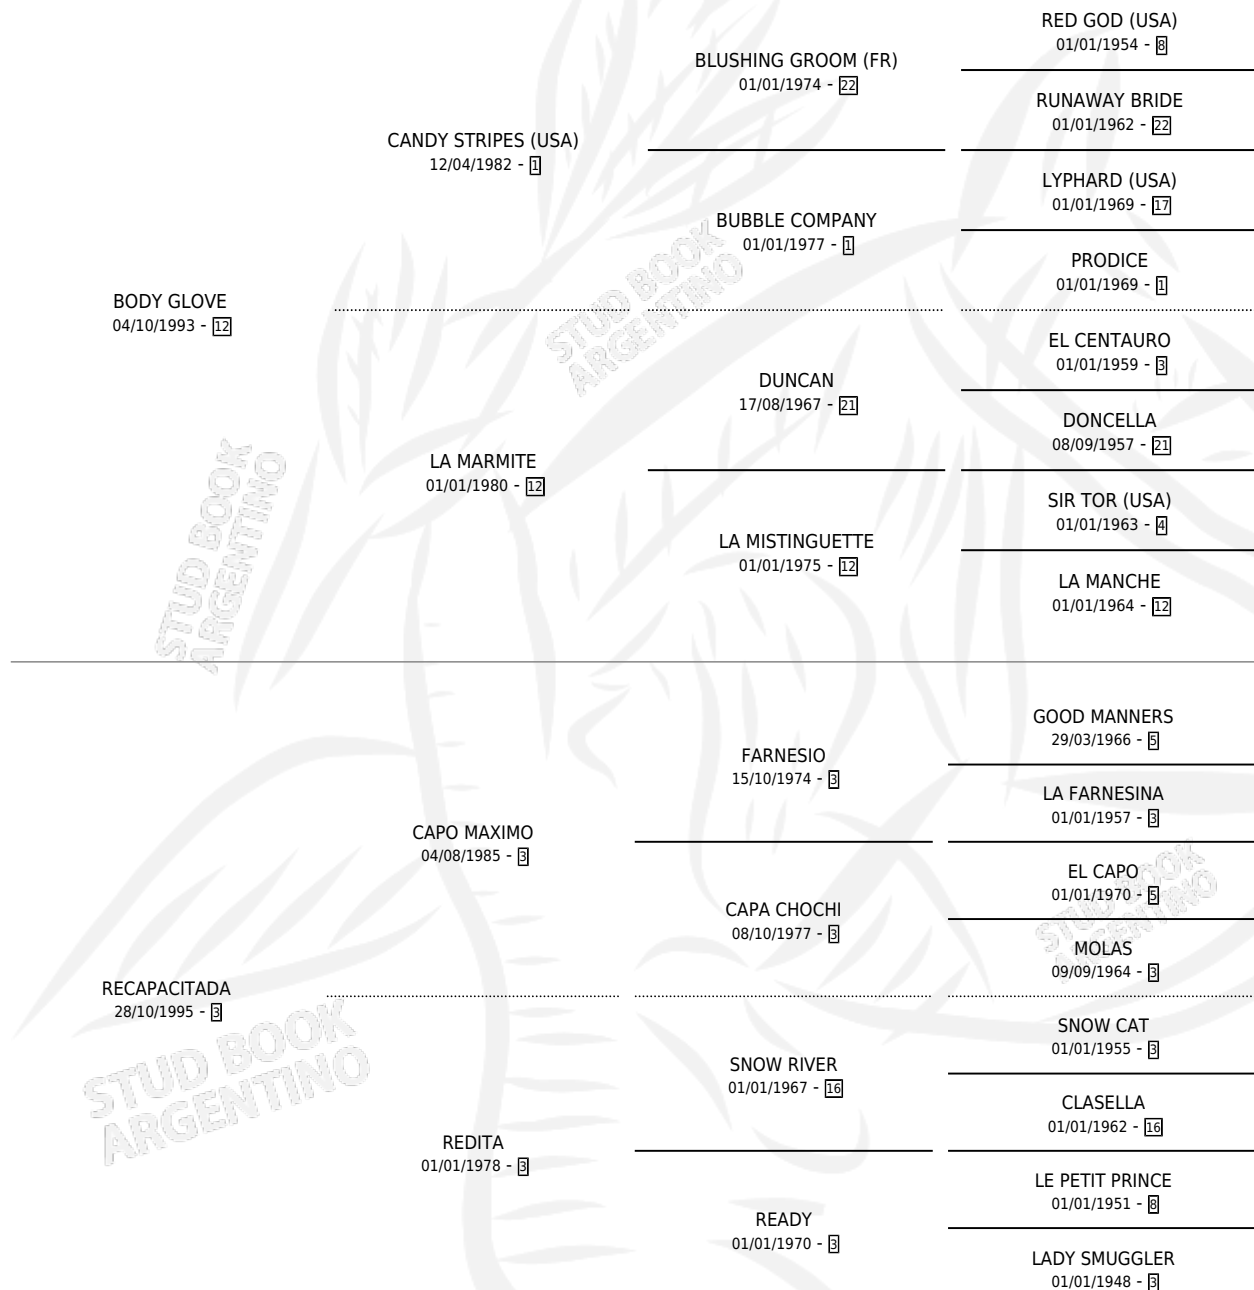 RED GOD (USA)
01/01/1954 - 8
BLUSHING GROOM (FR)
01/01/1974 - 22
RUNAWAY BRIDE
01/01/1962 - 22
CANDY STRIPES (USA)
12/04/1982 - 1
LYPHARD (USA)
01/01/1969 - 17
BUBBLE COMPANY
01/01/1977 - 1
PRODICE
01/01/1969 - 1
BODY GLOVE
04/10/1993 - 12
STUD BOOK
ARGENTINO
EL CENTAURO
01/01/1959 - 3
DUNCAN
17/08/1967 - 21
DONCELLA
08/09/1957 - 21
LA MARMITE
01/01/1980 - 12
SIR TOR (USA)
01/01/1963 - 4
LA MISTINGUETTE
01/01/1975 - 12
LA MANCHE
01/01/1964 - 12
STUD BOOK
ARGENTINO
GOOD MANNERS
29/03/1966 - 5
FARNESIO
15/10/1974 - 3
LA FARNESINA
01/01/1957 - 3
CAPO MAXIMO
04/08/1985 - 3
EL CAPO
01/01/1970 - 5
CAPA CHOCHI
08/10/1977 - 3
STUD BOOK
ARGENTINO
MOLAS
09/09/1964 - 3
RECAPACITADA
28/10/1995 - 3
STUD BOOK
ARGENTINO
SNOW CAT
01/01/1955 - 3
SNOW RIVER
01/01/1967 - 16
CLASELLA
01/01/1962 - 16
REDITA
01/01/1978 - 3
LE PETIT PRINCE
01/01/1951 - 8
READY
01/01/1970 - 3
LADY SMUGGLER
01/01/1948 - 3